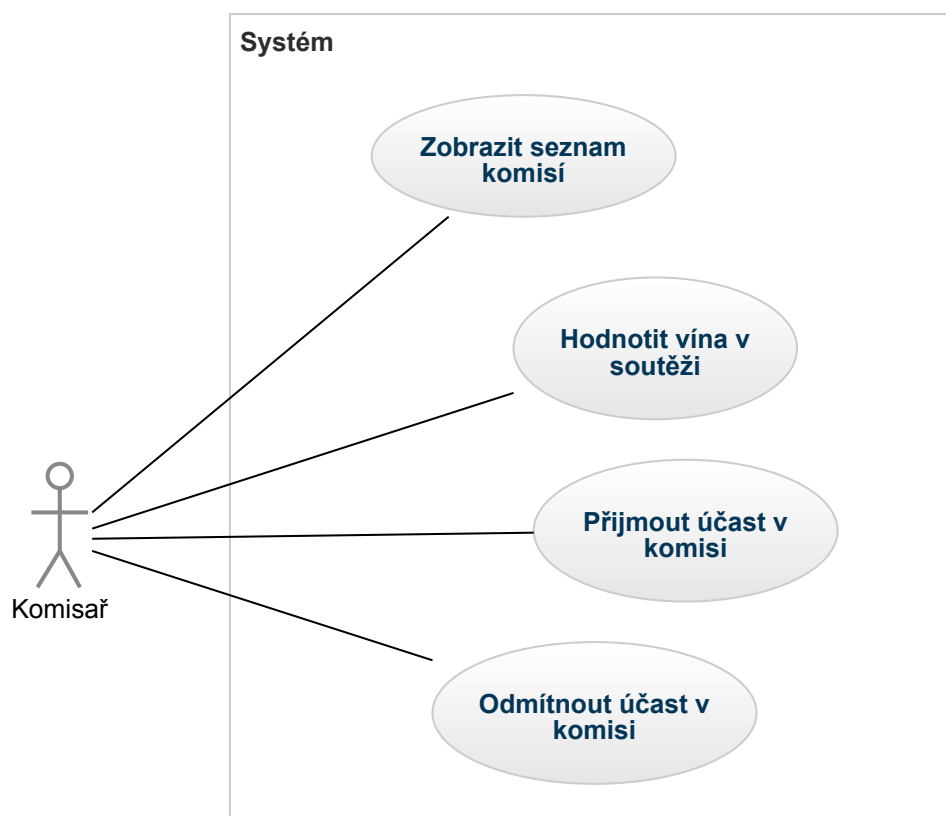 Systém
Zobrazit seznam
komisí
Hodnotit vína v
soutěži
Přijmout účast v
komisi
Komisař
Odmítnout účast v
komisi